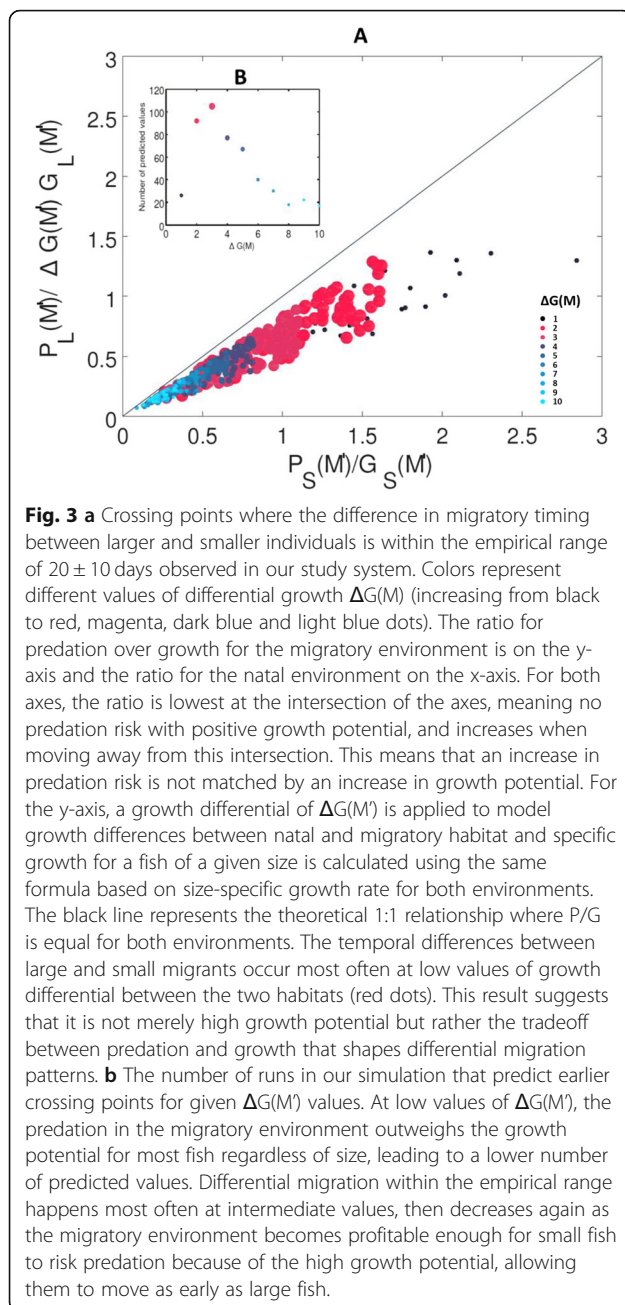 A
B
3
2.5
2
1.5
1
0.5
0
P_L(M')/ Δ G(M') G_L(M')
120
100
80
60
40
20
0
Number of predicted values
0 2 4 6 8 10
Δ G(M)
ΔG(M)
1
2
3
4
5
6
7
8
9
10
0 0.5 1 1.5 2 2.5 3
P_S(M')/G_S(M')
Fig. 3 a Crossing points where the difference in migratory timing
between larger and smaller individuals is within the empirical range
of 20 ± 10 days observed in our study system. Colors represent
different values of differential growth ΔG(M) (increasing from black
to red, magenta, dark blue and light blue dots). The ratio for
predation over growth for the migratory environment is on the y-
axis and the ratio for the natal environment on the x-axis. For both
axes, the ratio is lowest at the intersection of the axes, meaning no
predation risk with positive growth potential, and increases when
moving away from this intersection. This means that an increase in
predation risk is not matched by an increase in growth potential. For
the y-axis, a growth differential of ΔG(M') is applied to model
growth differences between natal and migratory habitat and specific
growth for a fish of a given size is calculated using the same
formula based on size-specific growth rate for both environments.
The black line represents the theoretical 1:1 relationship where P/G
is equal for both environments. The temporal differences between
large and small migrants occur most often at low values of growth
differential between the two habitats (red dots). This result suggests
that it is not merely high growth potential but rather the tradeoff
between predation and growth that shapes differential migration
patterns. b The number of runs in our simulation that predict earlier
crossing points for given ΔG(M') values. At low values of ΔG(M'), the
predation in the migratory environment outweighs the growth
potential for most fish regardless of size, leading to a lower number
of predicted values. Differential migration within the empirical range
happens most often at intermediate values, then decreases again as
the migratory environment becomes profitable enough for small fish
to risk predation because of the high growth potential, allowing
them to move as early as large fish.